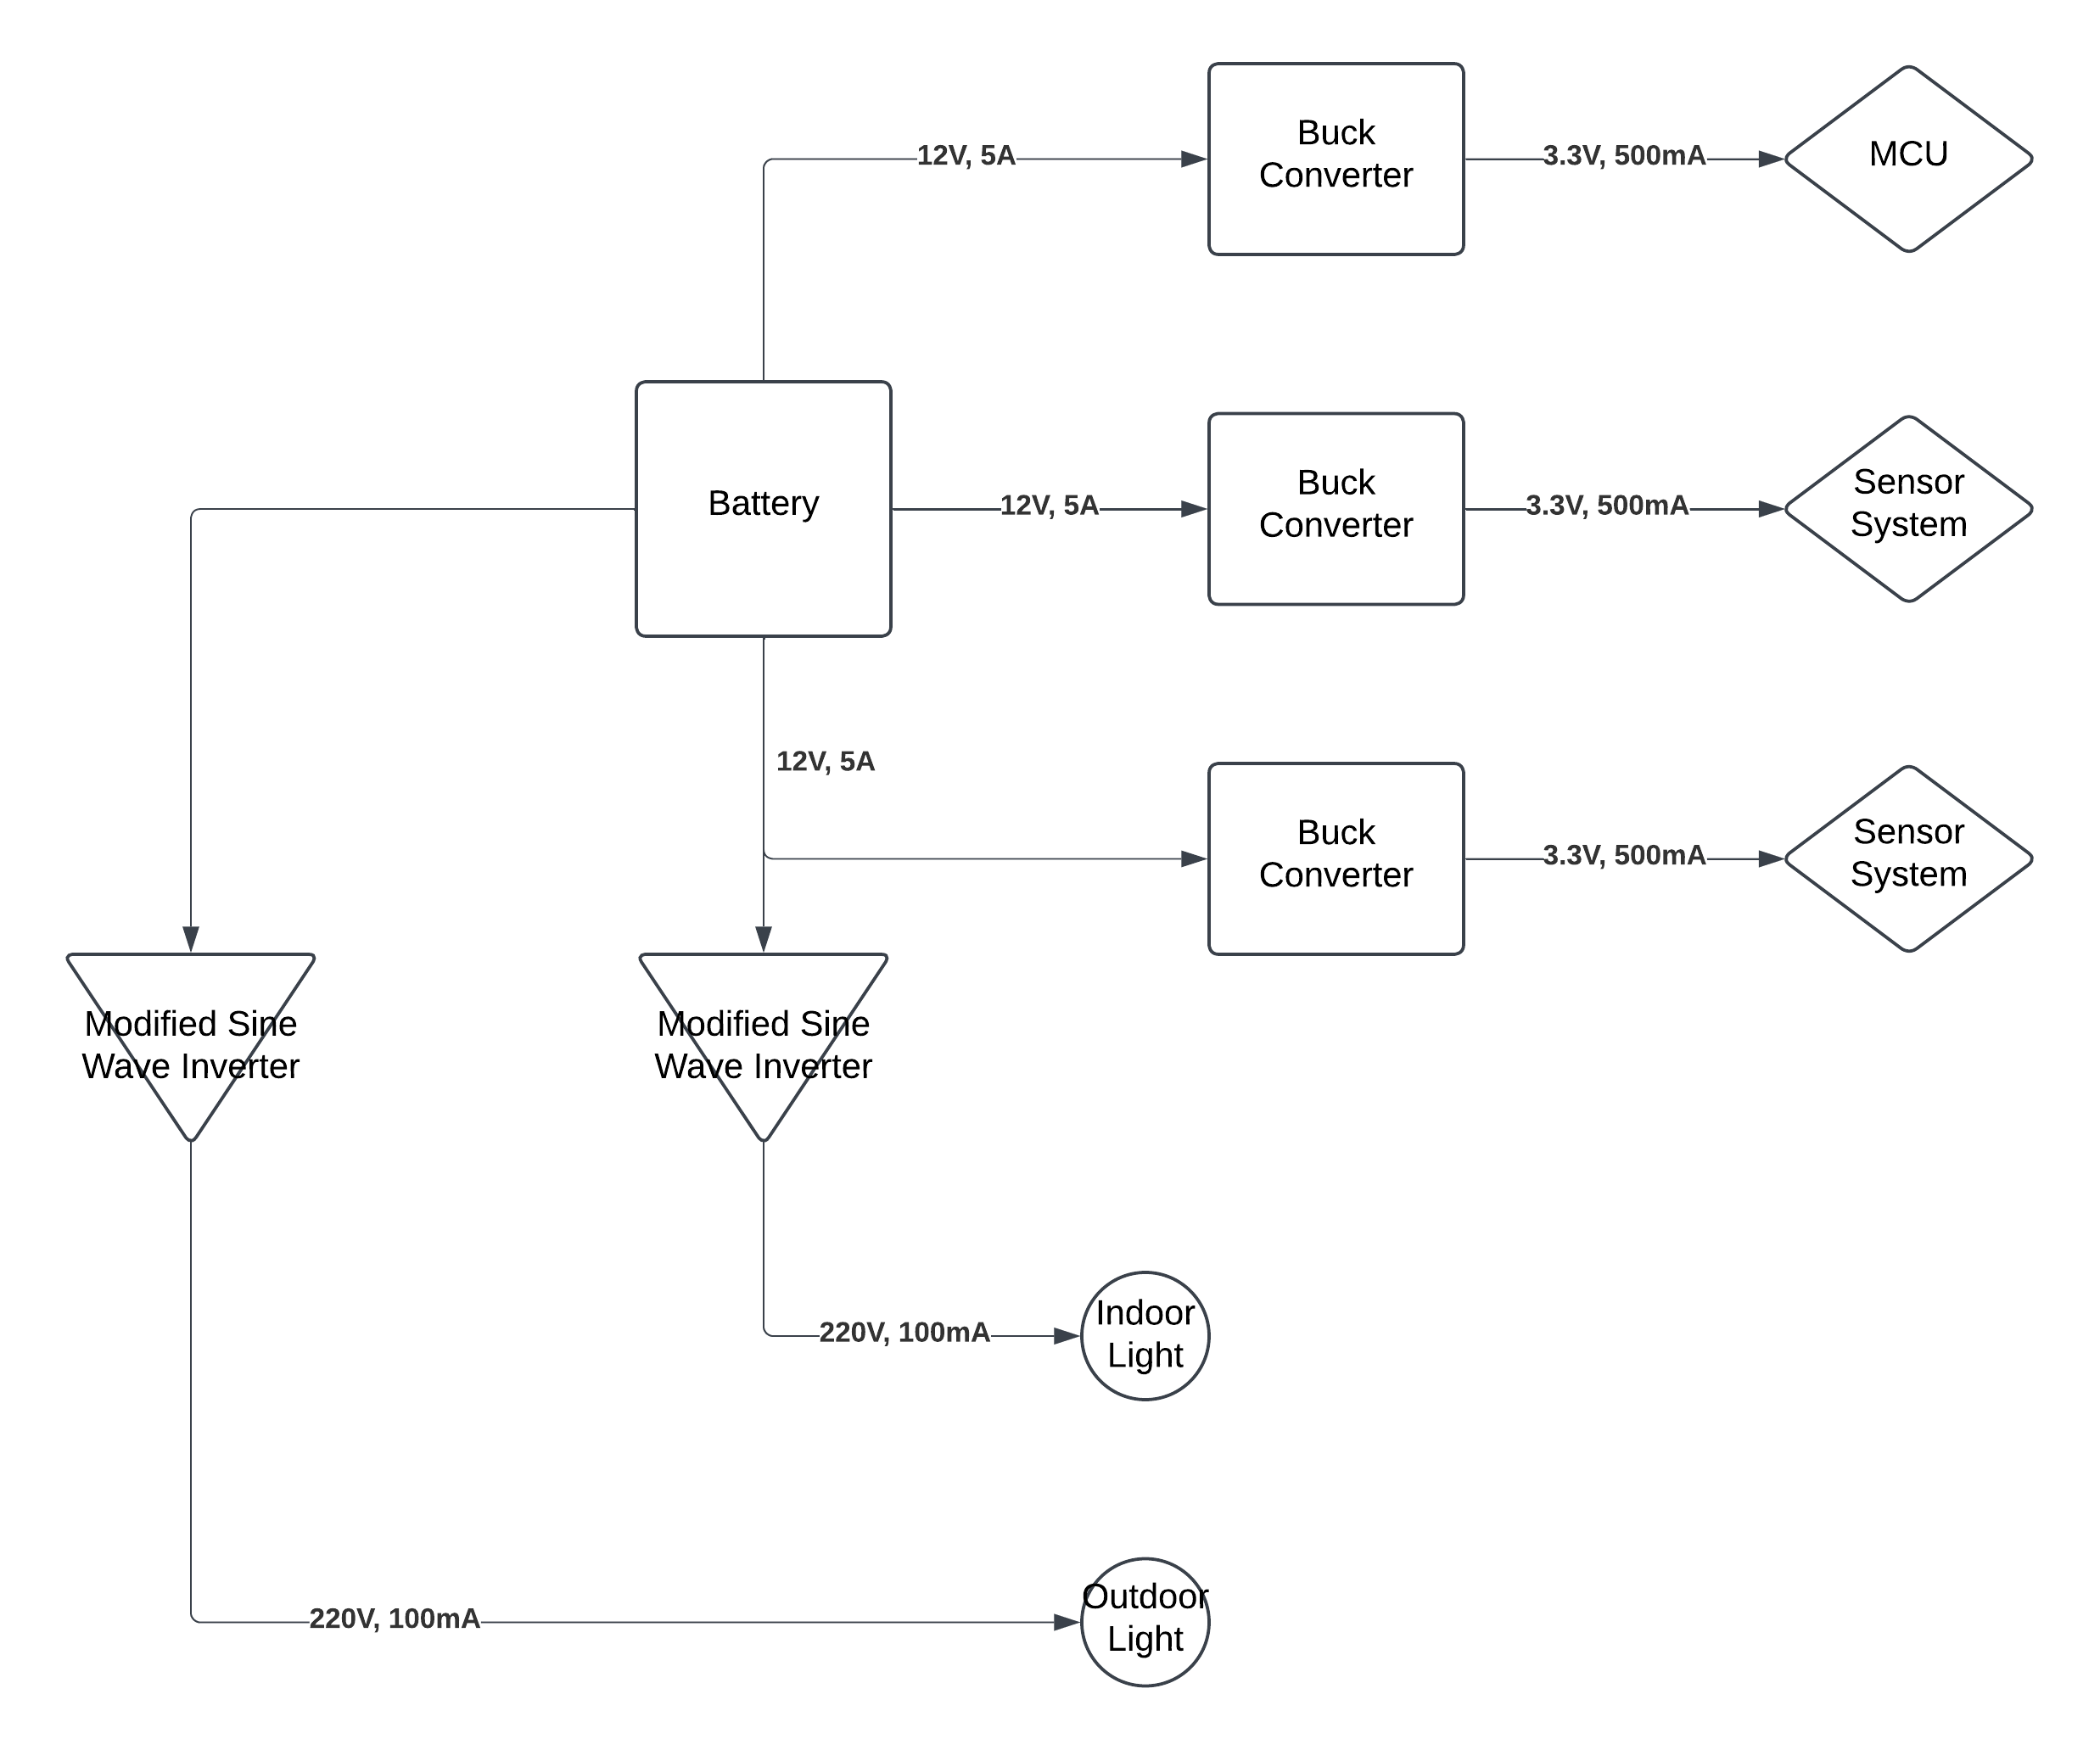 12V, 5A
Buck
Converter
3.3V, 500mA
MCU
Battery
12V, 5A
Buck
Converter
3.3V, 500mA
Sensor
System
12V, 5A
Buck
Converter
3.3V, 500mA
Sensor
System
Modified Sine
Wave Inverter
Modified Sine
Wave Inverter
220V, 100mA
Indoor
Light
220V, 100mA
Outdoor
Light